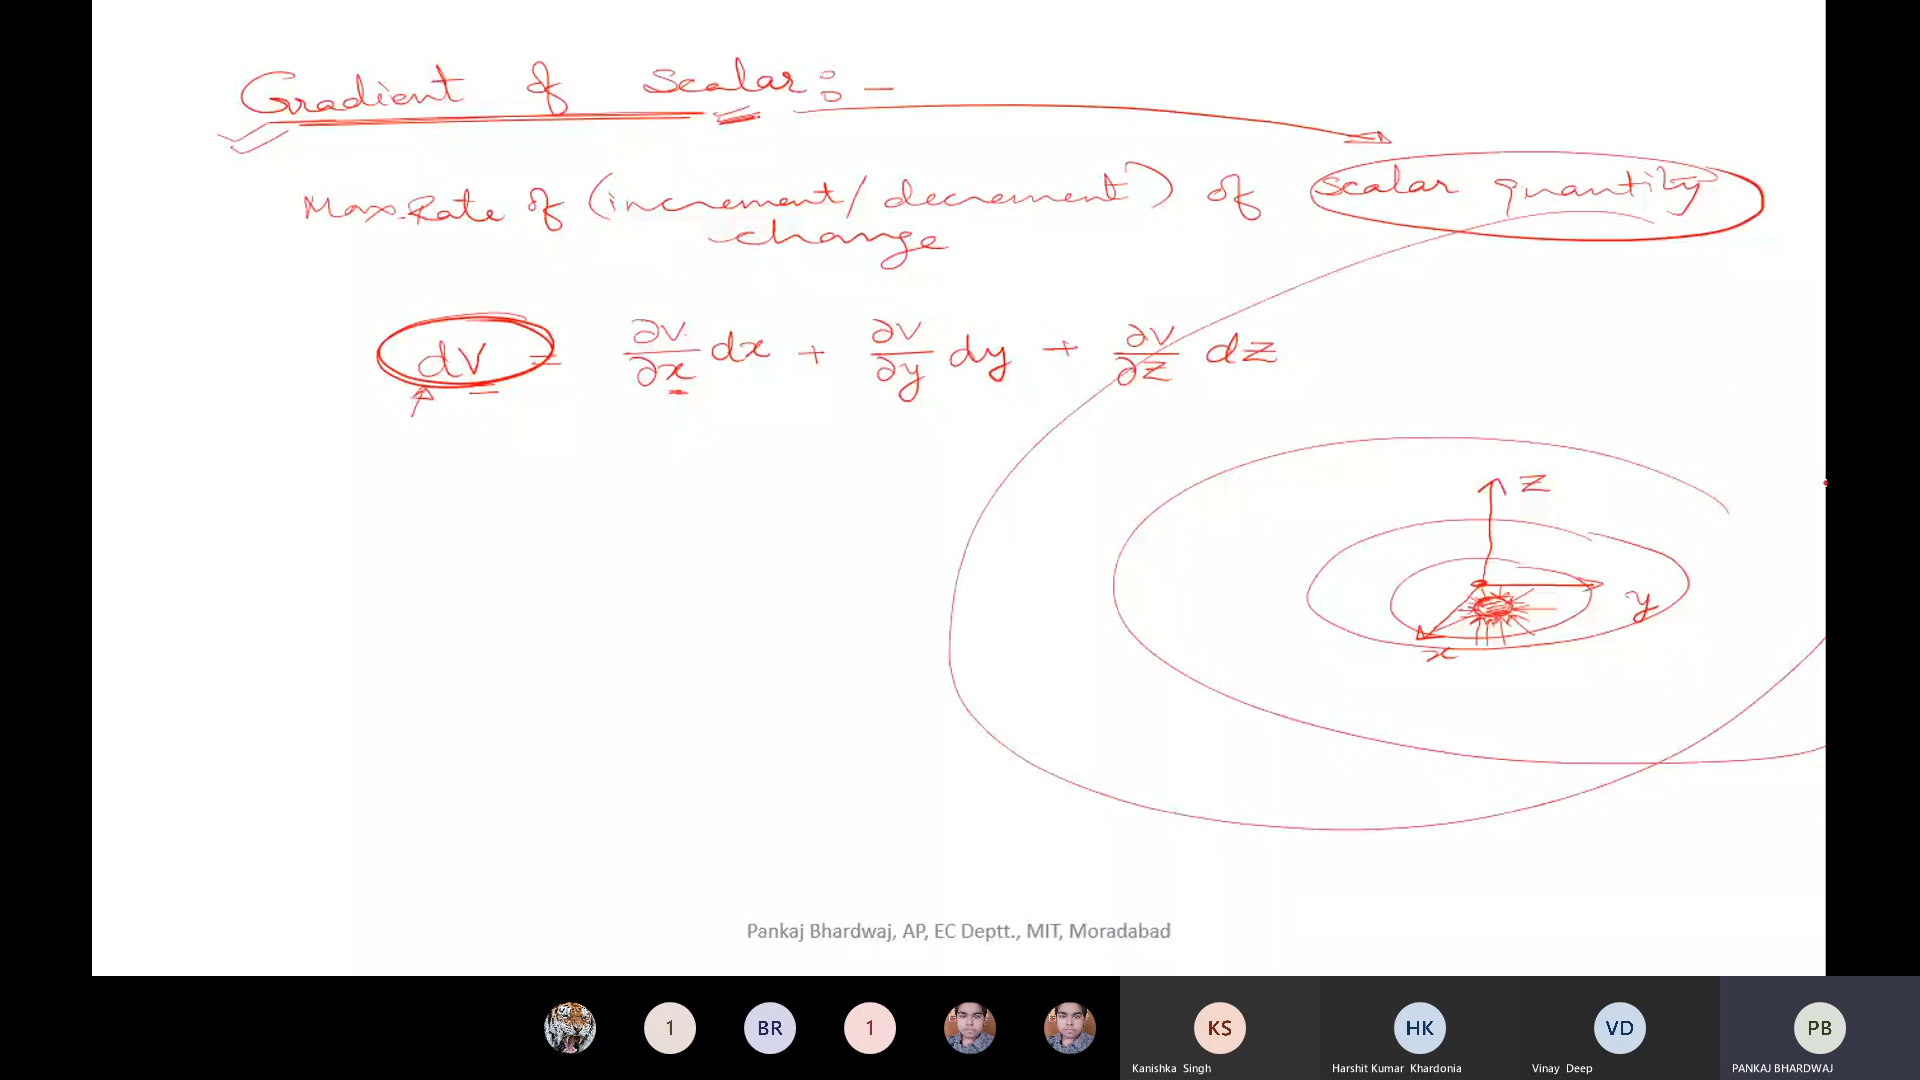 Gradient of Scalar:-
Max. Rate of (increment/decrement) of scalar quantity
change
dV = ∂V/∂x dx + ∂V/∂y dy + ∂V/∂z dz
z
y
x
Pankaj Bhardwaj, AP, EC Deptt., MIT, Moradabad
1 BR 1 KS HK VD PB
Kanishka Singh Harshit Kumar Khardonia Vinay Deep PANKAJ BHARDWAJ